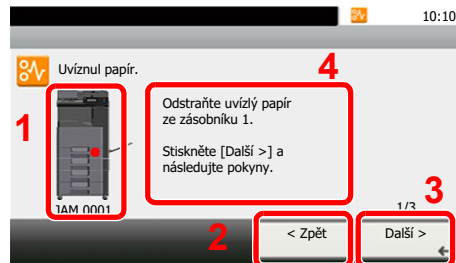 10:10
Uvíznul papír.
4
1
Odstraňte uvízlý papír
ze zásobníku 1.
Stiskněte [Další >] a
následujte pokyny.
JAM 0001
3
1/3
2
< Zpět
Další >